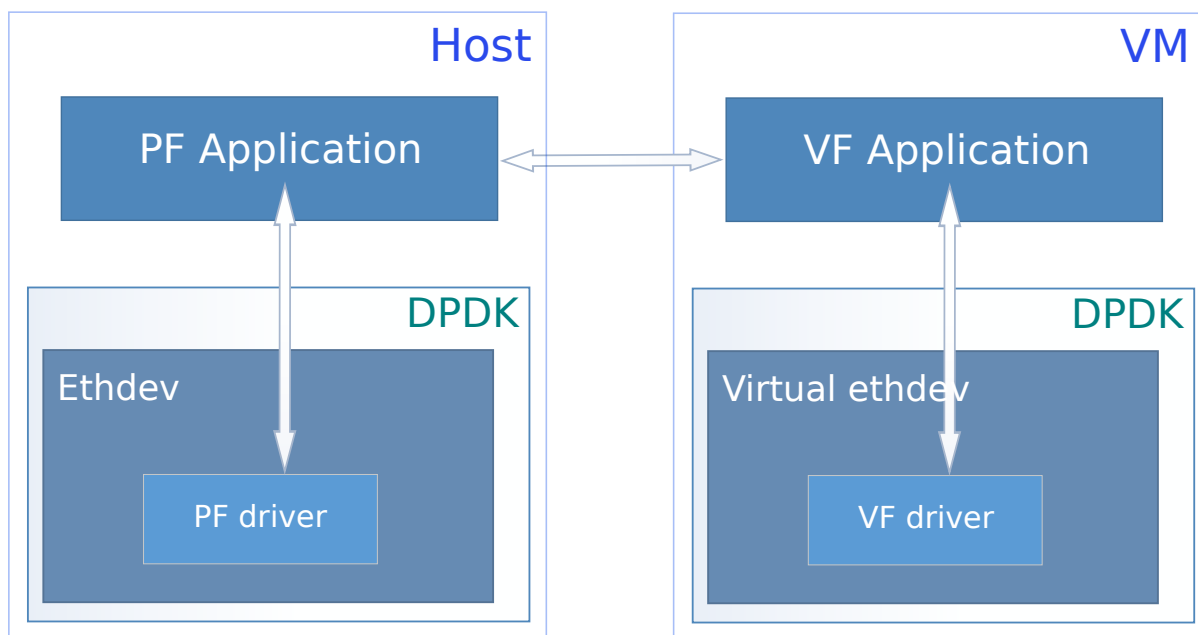 Host
PF Application
DPDK
Ethdev
PF driver
VM
VF Application
DPDK
Virtual ethdev
VF driver